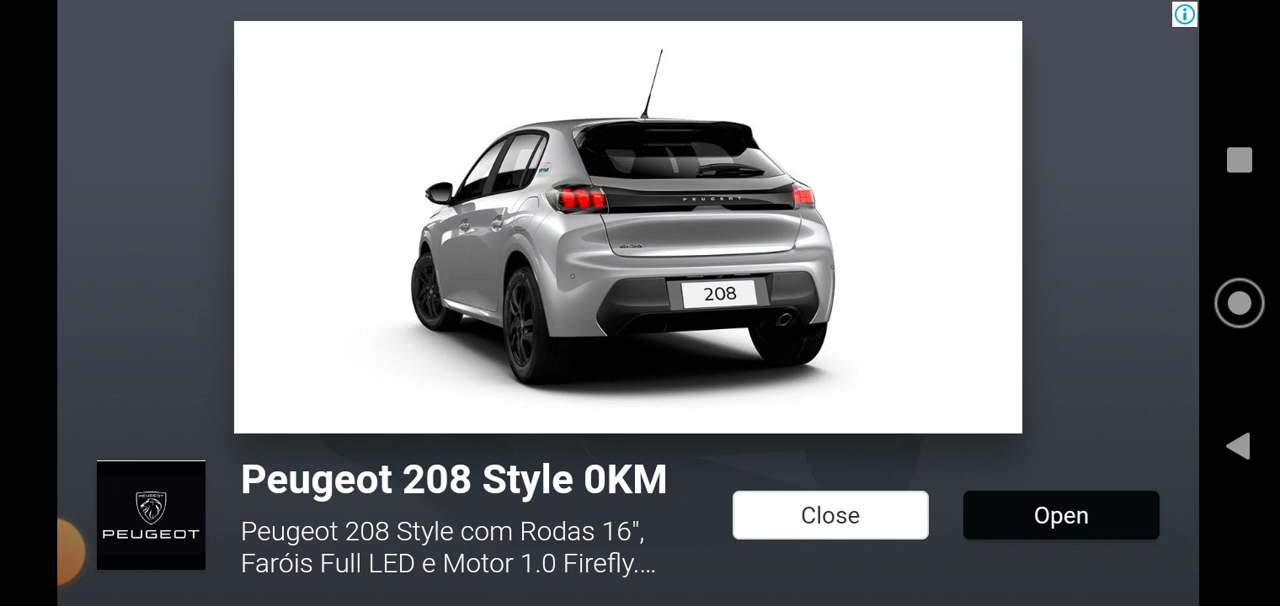 PEUGEOT
208
PEUGEOT
Peugeot 208 Style 0KM
Peugeot 208 Style com Rodas 16",
Faróis Full LED e Motor 1.0 Firefly....
Close
Open